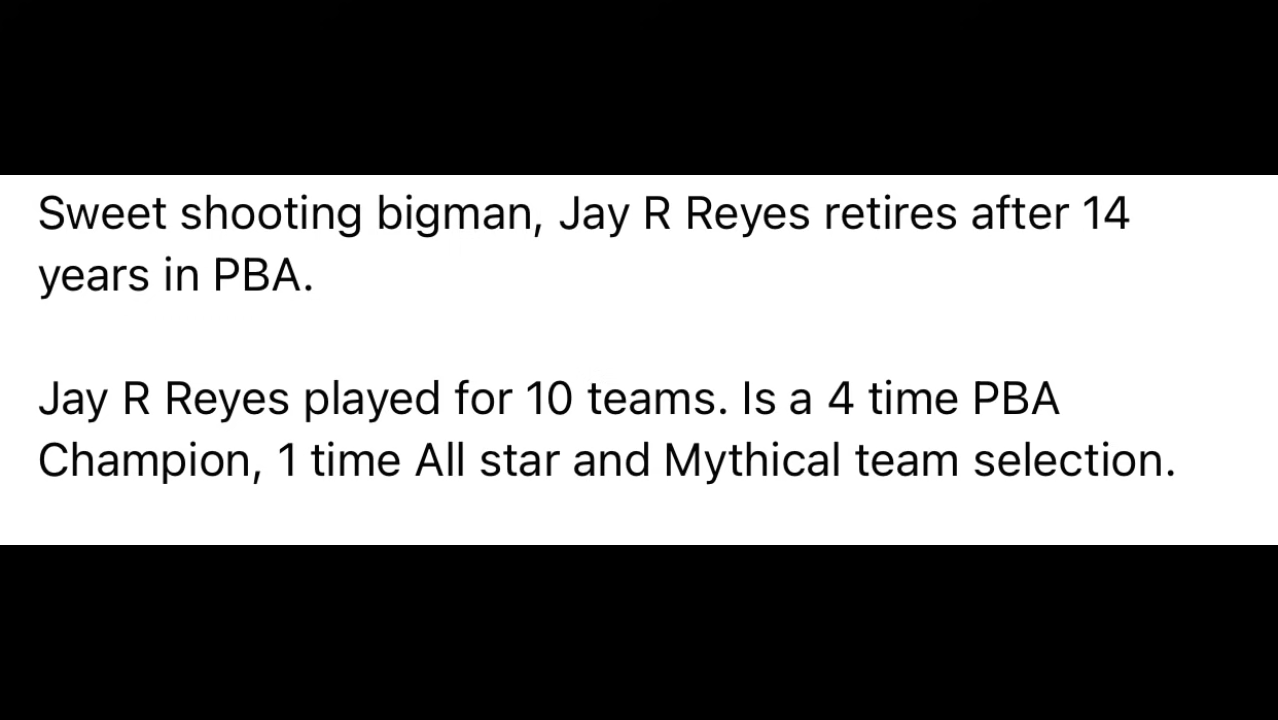 Sweet shooting bigman, Jay R Reyes retires after 14
years in PBA.
Jay R Reyes played for 10 teams. Is a 4 time PBA
Champion, 1 time All star and Mythical team selection.